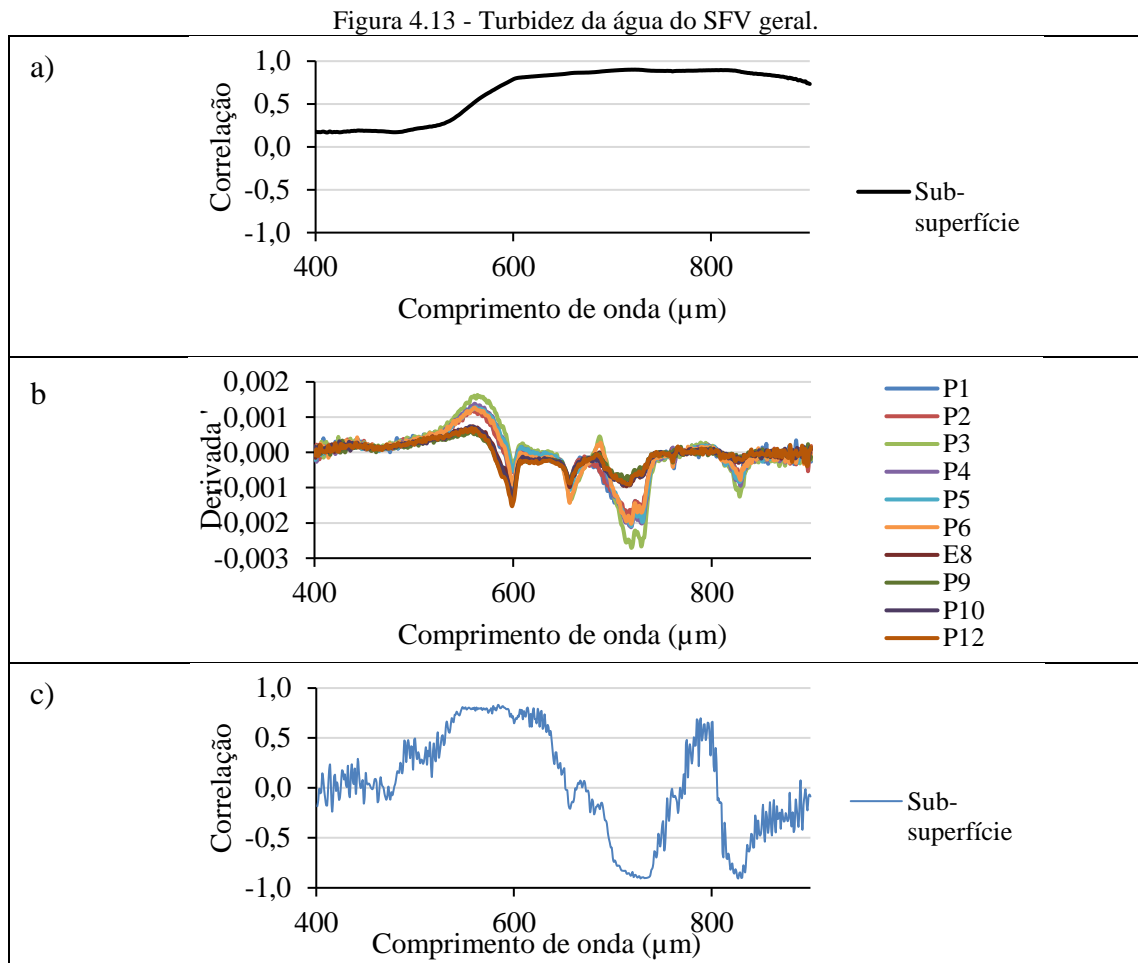 Figura 4.13 - Turbidez da água do SFV geral.
a)
Correlação
1,0
0,5
0,0
-0,5
-1,0
400
600
800
Comprimento de onda (µm)
Sub-
superfície
b
Derivada'
0,002
0,001
0,000
-0,001
-0,002
-0,003
400
600
800
Comprimento de onda (µm)
P1
P2
P3
P4
P5
P6
E8
P9
P10
P12
c)
Correlação
1,0
0,5
0,0
-0,5
-1,0
400
600
800
Comprimento de onda (µm)
Sub-
superfície